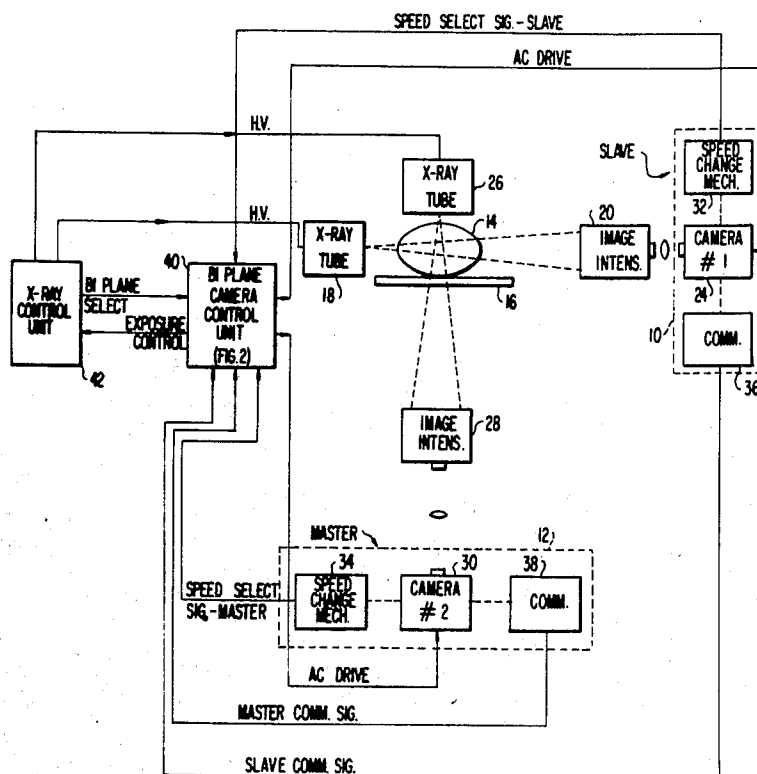 SPEED SELECT SIG.-SLAVE
AC DRIVE
H.V.
SLAVE
SPEED
CHANGE
MECH.
32
X-RAY
TUBE
26
14
20
H.V.
X-RAY
TUBE
18
IMAGE
INTENS.
CAMERA
# 1
24
10
16
40
BI PLANE
CAMERA
CONTROL
UNIT
(FIG.2)
X-RAY
CONTROL
UNIT
42
BI PLANE
SELECT
EXPOSURE
CONTROL
COMM.
36
IMAGE
INTENS.
28
MASTER
12
34
30
38
SPEED SELECT
SIG.-MASTER
SPEED
CHANGE
MECH.
CAMERA
# 2
COMM.
AC DRIVE
MASTER COMM. SIG.
SLAVE COMM. SIG.